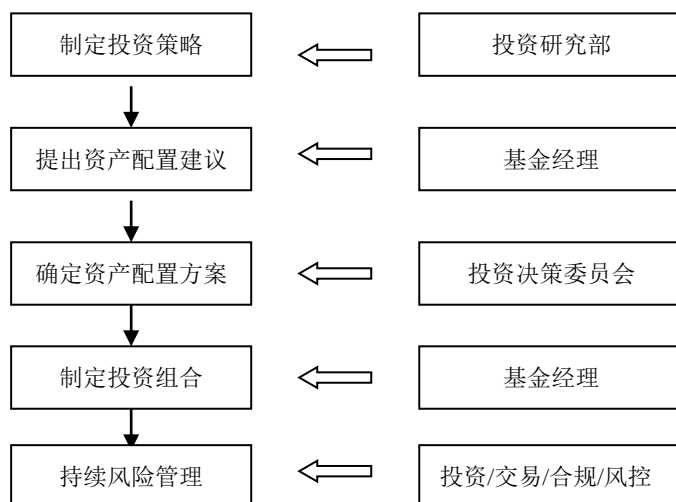 制定投资策略
投资研究部
提出资产配置建议
基金经理
确定资产配置方案
投资决策委员会
制定投资组合
基金经理
持续风险管理
投资/交易/合规/风控